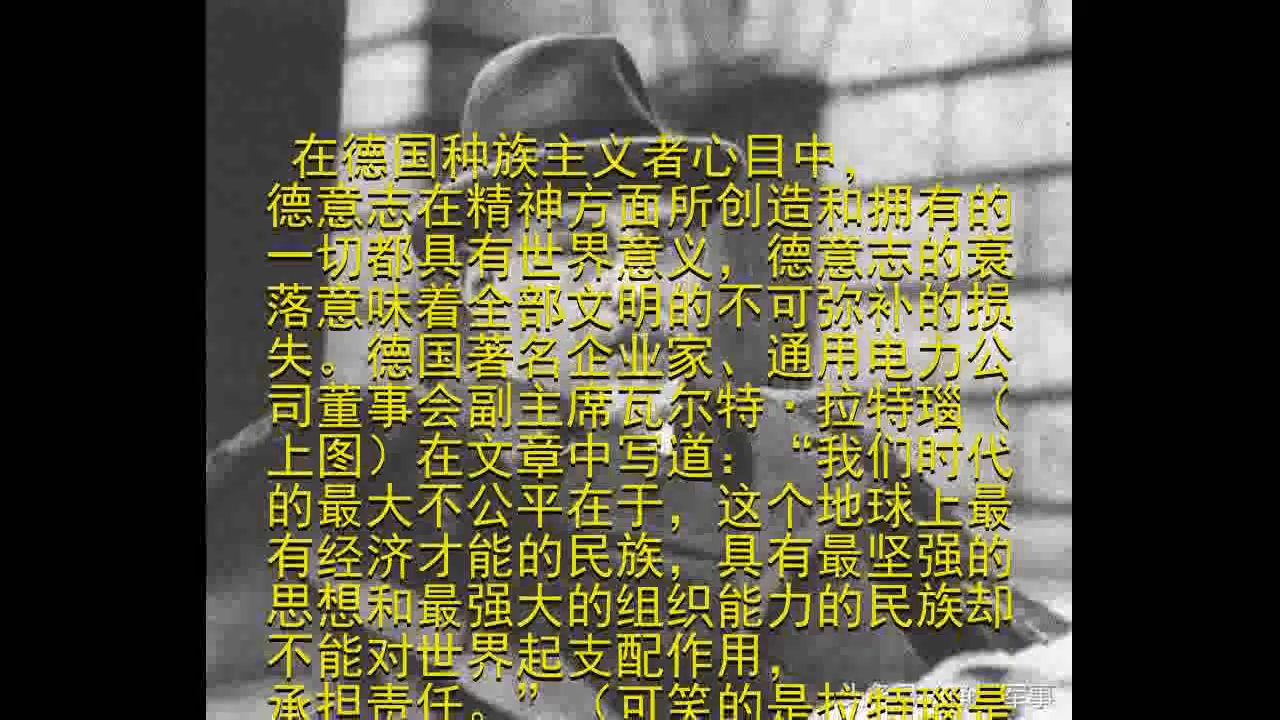 在德国种族主义者心目中，
德意志在精神方面所创造和拥有的
一切都具有世界意义，德意志的衰
落意味着全部文明的不可弥补的损
失。德国著名企业家、通用电力公
司董事会副主席瓦尔特·拉特瑙（
上图）在文章中写道：“我们时代
的最大不公平在于，这个地球上最
有经济才能的民族，具有最坚强的
思想和最强大的组织能力的民族却
不能对世界起支配作用，
承担责任。”（可笑的是拉特瑙是
军事